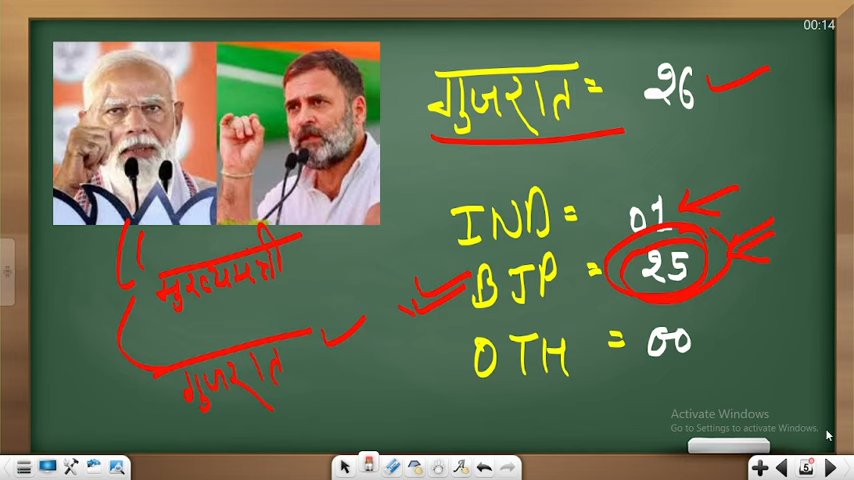 00:14
गुजरात = 26
IND = 01
BJP = 25
OTH = 00
मुख्यमंत्री
गुजरात
Activate Windows
Go to Settings to activate Windows.
5